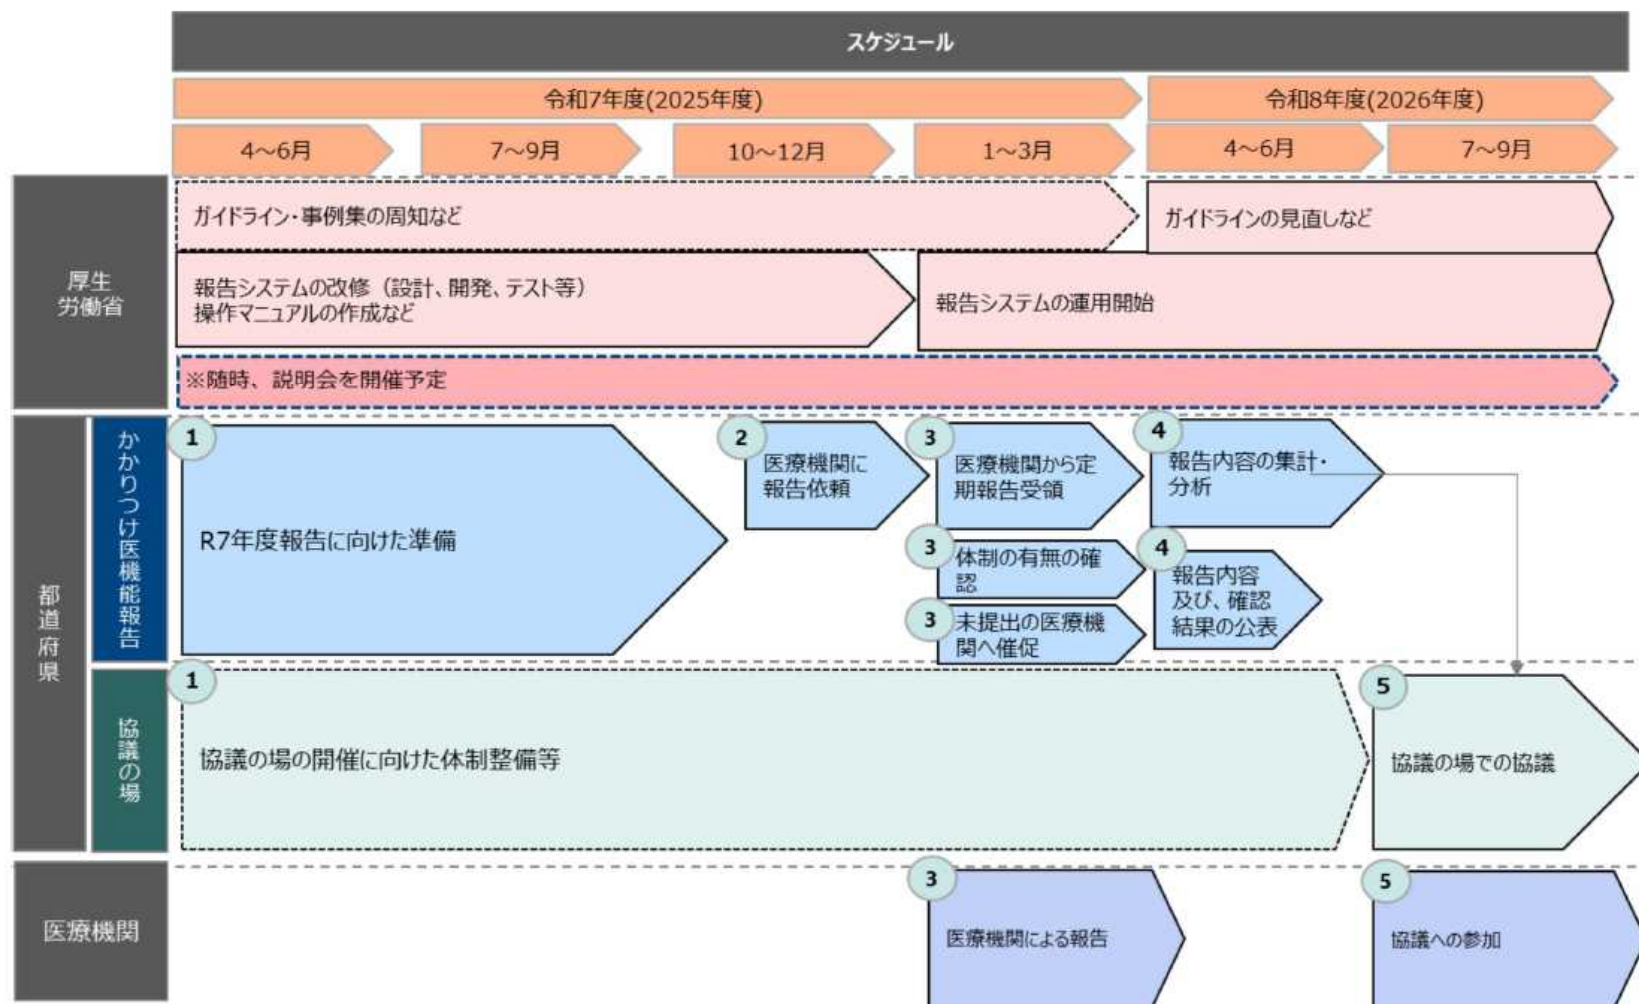 スケジュール
令和7年度(2025年度)
令和8年度(2026年度)
4～6月
7～9月
10～12月
1～3月
4～6月
7～9月
厚生
労働省
ガイドライン・事例集の周知など
ガイドラインの見直しなど
報告システムの改修（設計、開発、テスト等）
操作マニュアルの作成など
報告システムの運用開始
※随時、説明会を開催予定
都道府県
かかりつけ医機能報告
1
R7年度報告に向けた準備
2
医療機関に
報告依頼
3
医療機関から定
期報告受領
3
体制の有無の確
認
3
未提出の医療機
関へ催促
4
報告内容の集計・
分析
4
報告内容
及び、確認
結果の公表
協議の場
1
協議の場の開催に向けた体制整備等
5
協議の場での協議
医療機関
3
医療機関による報告
5
協議への参加